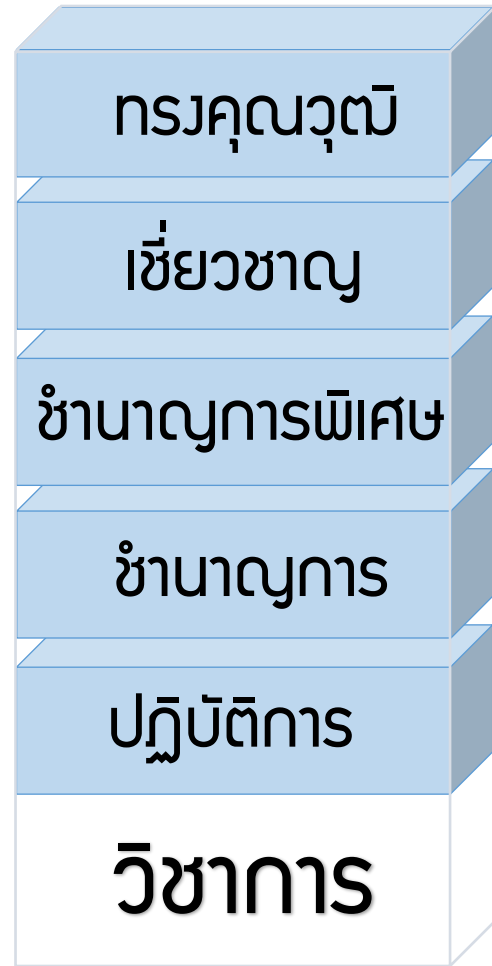 ทรงคุณวุฒิ
เชี่ยวชาญ
ชำนาญการพิเศษ
ชำนาญการ
ปฏิบัติการ
วิชาการ